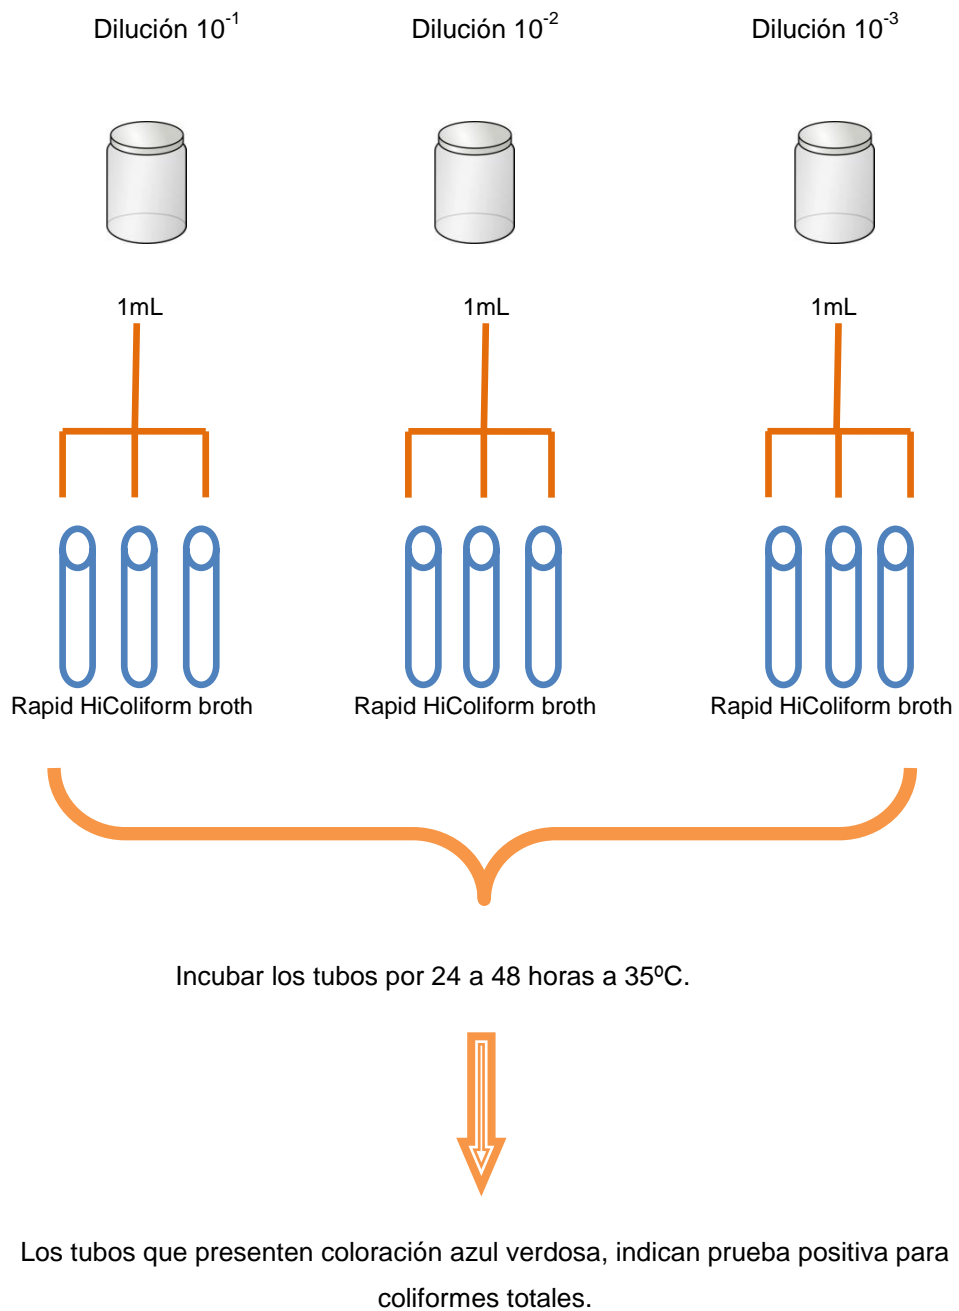 Dilución 10-1 Dilución 10-2 Dilución 10-3
1mL 1mL 1mL
Rapid HiColiform broth Rapid HiColiform broth Rapid HiColiform broth
Incubar los tubos por 24 a 48 horas a 35ºC.
Los tubos que presenten coloración azul verdosa, indican prueba positiva para
coliformes totales.